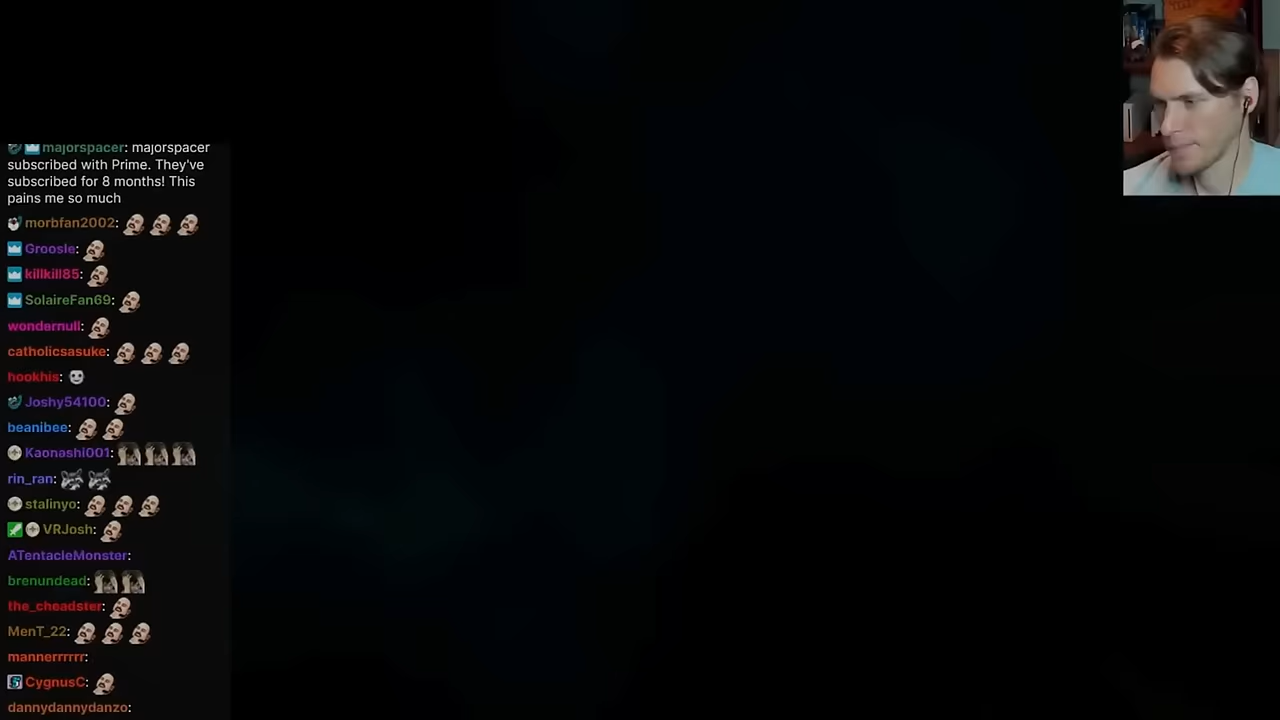 majorspacer: majorspacer
subscribed with Prime. They've
subscribed for 8 months! This
pains me so much
morbfan2002:
Groosle:
killkill85:
SolaireFan69:
wondernull:
catholicsasuke:
hookhis:
Joshy54100:
beanibee:
Kaonashi001:
rin_ran:
stalinyo:
VRJosh:
ATentacleMonster:
brenundead:
the_cheadster:
MenT_22:
mannerrrrrr:
CygnusC:
dannydannydanzo: